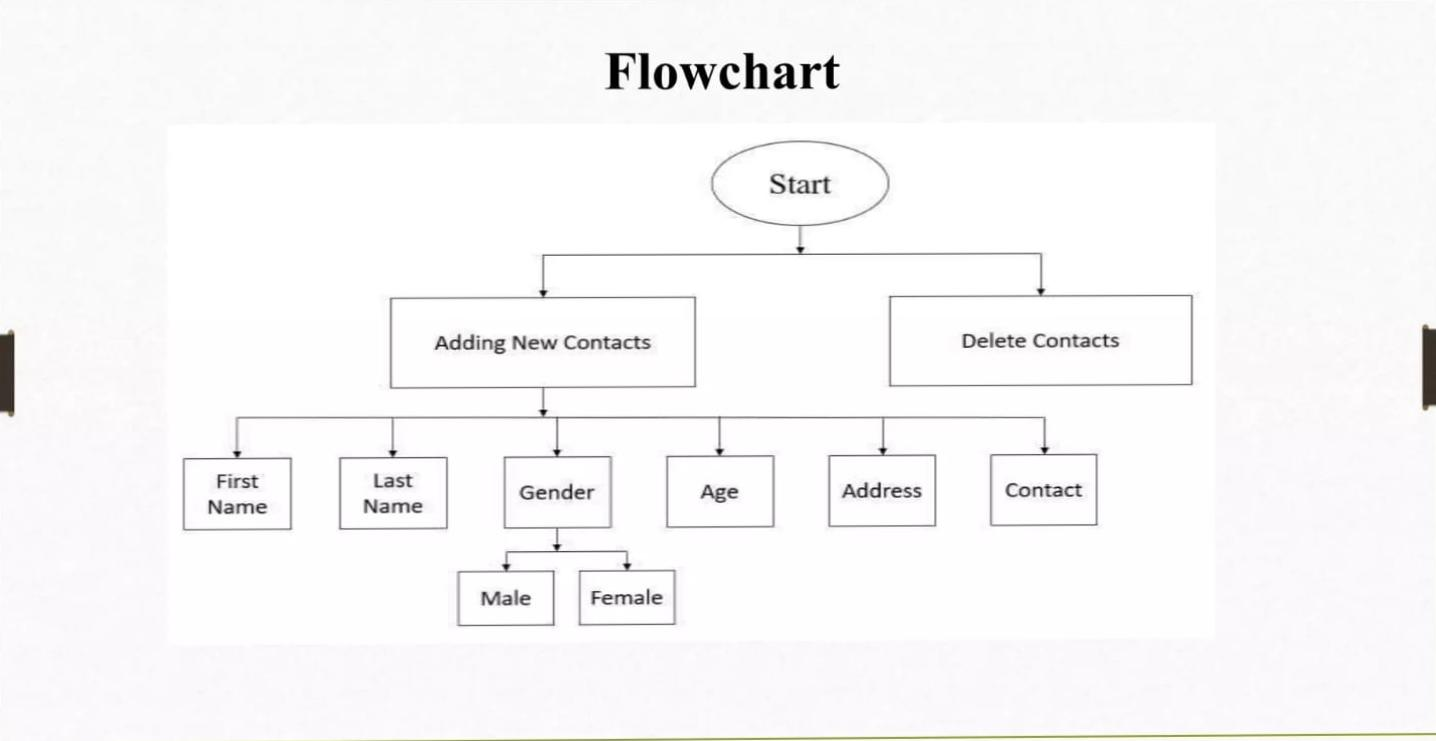 Flowchart
Start
Adding New Contacts
Delete Contacts
First
Name
Last
Name
Gender
Age
Address
Contact
Male
Female